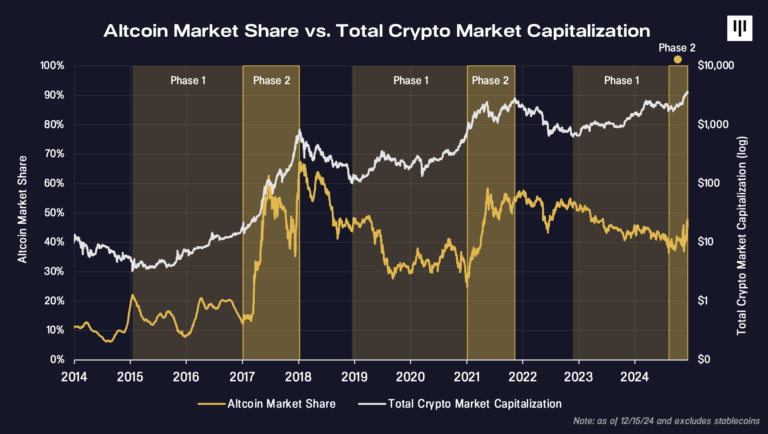 Altcoin Market Share vs. Total Crypto Market Capitalization
Phase 2
100%
90%
80%
70%
60%
50%
40%
30%
20%
10%
0%
Altcoin Market Share
Phase 1
Phase 2
Phase 1
Phase 2
Phase 1
$10,000
$1,000
$100
$10
$1
$0
Total Crypto Market Capitalization (log)
2014
2015
2016
2017
2018
2019
2020
2021
2022
2023
2024
Altcoin Market Share
Total Crypto Market Capitalization
Note: as of 12/15/24 and excludes stablecoins